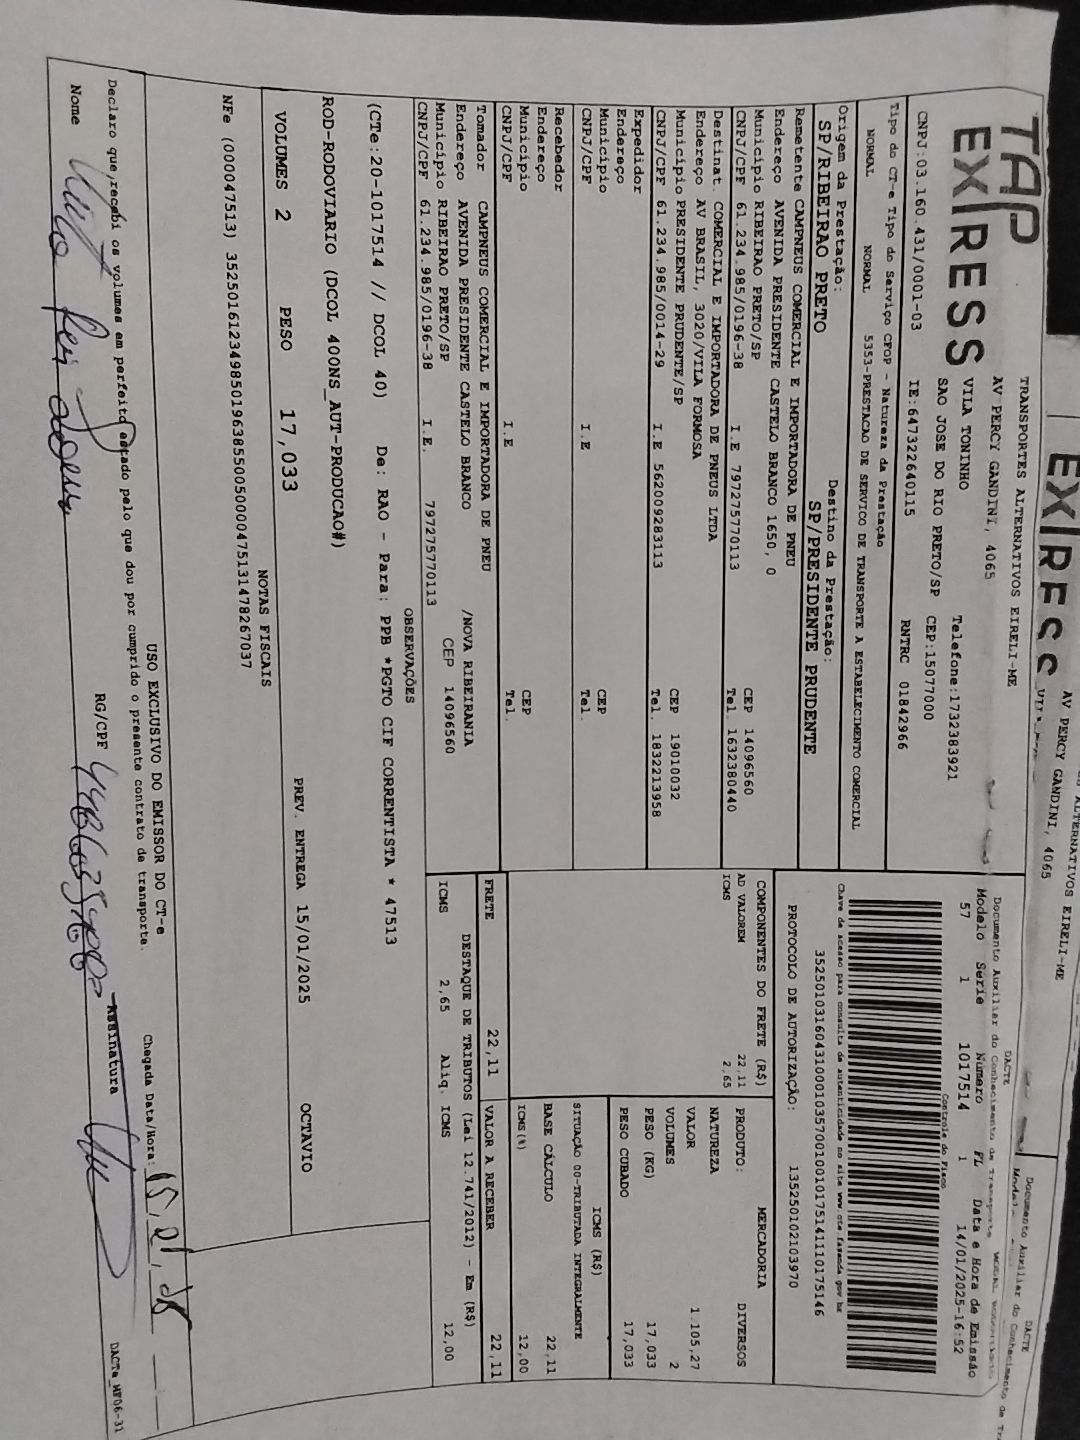 TAP
EXPRESS
TRANSPORTES ALTERNATIVOS EIRELI-ME
AV PERCY GANDINI, 4065
VILA TONINHO
Telefone:1732383921
SAO JOSE DO RIO PRETO/SP
CEP:15077000
CNPJ:03.160.431/0001-03
IE:647322640115
RNTRC 01842966
DACTE
Documento Auxiliar do Conhecimento de Transporte
Modelo Série Número FL Data e Hora de Emissão
57 1 1017514 1 14/01/2025-16:52
Controle do Fisco
Chave de acesso para consulta de autenticidade no site www.cte.fazenda.gov.br
35250103160431000103570010010175141110175146
PROTOCOLO DE AUTORIZAÇÃO: 135250102103970
Tipo do CT-e Tipo do Serviço CFOP - Natureza da Prestação
NORMAL NORMAL 5353-PRESTACAO DE SERVICO DE TRANSPORTE A ESTABELECIMENTO COMERCIAL
Origem da Prestação: Destino da Prestação:
SP/RIBEIRAO PRETO SP/PRESIDENTE PRUDENTE
Remetente CAMPNEUS COMERCIAL E IMPORTADORA DE PNEU
Endereço AVENIDA PRESIDENTE CASTELO BRANCO 1650, 0
Município RIBEIRAO PRETO/SP CEP 14096560
CNPJ/CPF 61.234.985/0196-38 I.E 797275770113 Tel. 1632380440
Destinat. COMERCIAL E IMPORTADORA DE PNEUS LTDA
Endereço AV BRASIL, 3020/VILA FORMOSA
Município PRESIDENTE PRUDENTE/SP CEP 19010032
CNPJ/CPF 61.234.985/0014-29 I.E 562009283113 Tel. 1832213958
Expedidor
Endereço
Município CEP
CNPJ/CPF I.E Tel.
Recebedor
Endereço
Município CEP
CNPJ/CPF I.E Tel.
Tomador CAMPNEUS COMERCIAL E IMPORTADORA DE PNEU
Endereço AVENIDA PRESIDENTE CASTELO BRANCO /NOVA RIBEIRANIA
Município RIBEIRAO PRETO/SP CEP 14096560
CNPJ/CPF 61.234.985/0196-38 I.E. 797275770113
COMPONENTES DO FRETE (R$)
AD VALOREM 22.11
ICMS 2.65
MERCADORIA
PRODUTO: DIVERSOS
NATUREZA
VALOR 1.105,27
VOLUMES 2
PESO (KG) 17,033
PESO CUBADO 17,033
ICMS (R$)
SITUAÇÃO 00-TRIBUTADA INTEGRALMENTE
BASE CÁLCULO 22,11
ICMS(%) 12,00
FRETE 22,11 VALOR A RECEBER 22,11
DESTAQUE DE TRIBUTOS (Lei 12.741/2012) - Em (R$)
ICMS 2,65 Aliq. ICMS 12,00
OBSERVAÇÕES
(CTe:20-1017514 // DCOL 40) De: RAO - Para: PPB *PGTO CIF CORRENTISTA * 47513
ROD-RODOVIARIO (DCOL 400NS_AUT-PRODUCAO#)
VOLUMES 2 PESO 17,033 PREV. ENTREGA 15/01/2025 OCTAVIO
NOTAS FISCAIS
NFe (000047513) 35250161234985019638550050000475131478267037
USO EXCLUSIVO DO EMISSOR DO CT-e
Declaro que,recebi os volumes em perfeito estado pelo que dou por cumprido o presente contrato de transporte.
Chegada Data/Hora:
Nome RG/CPF Assinatura
DACTe_MF06-31
EXPRESS
AV PERCY GANDINI, 4065
Documento Auxiliar do Conhecimento de
DACTE